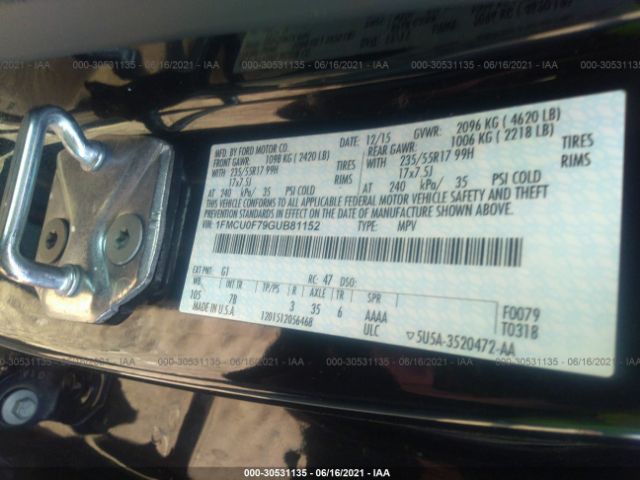 000-30531135 - 06/16/2021 - IAA
MFD. BY FORD MOTOR CO.
DATE: 12/15 GVWR: 2096 KG ( 4620 LB)
FRONT GAWR: 1098 KG ( 2420 LB)
REAR GAWR: 1006 KG ( 2218 LB)
WITH 235/55R17 99H TIRES
WITH 235/55R17 99H TIRES
17x7.5J RIMS
17x7.5J RIMS
AT 240 kPa/ 35 PSI COLD
AT 240 kPa/ 35 PSI COLD
THIS VEHICLE CONFORMS TO ALL APPLICABLE FEDERAL MOTOR VEHICLE SAFETY AND THEFT
PREVENTION STANDARDS IN EFFECT ON THE DATE OF MANUFACTURE SHOWN ABOVE.
VIN: 1FMCU0F79GUB81152 TYPE: MPV
EXT PNT: G1 RC: 47 DSO:
WB INT TR TP/PS R AXLE TR SPR
105 7B 3 35 6 AAAA F0079
MADE IN U.S.A 1201512056468 ULC 5U5A-3520472-AA T0318
000-30531135 - 06/16/2021 - IAA